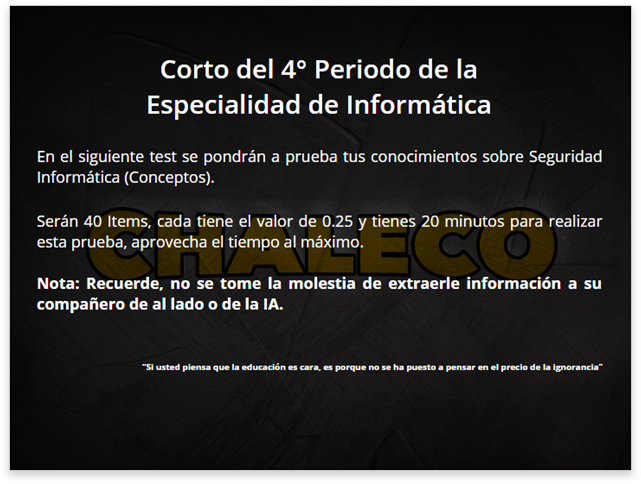 Corto del 4° Periodo de la
Especialidad de Informática
En el siguiente test se pondrán a prueba tus conocimientos sobre Seguridad
Informática (Conceptos).
Serán 40 Items, cada tiene el valor de 0.25 y tienes 20 minutos para realizar
esta prueba, aprovecha el tiempo al máximo.
CHALECO
Nota: Recuerde, no se tome la molestia de extraerle información a su
compañero de al lado o de la IA.
“Si usted piensa que la educación es cara, es porque no se ha puesto a pensar en el precio de la ignorancia”